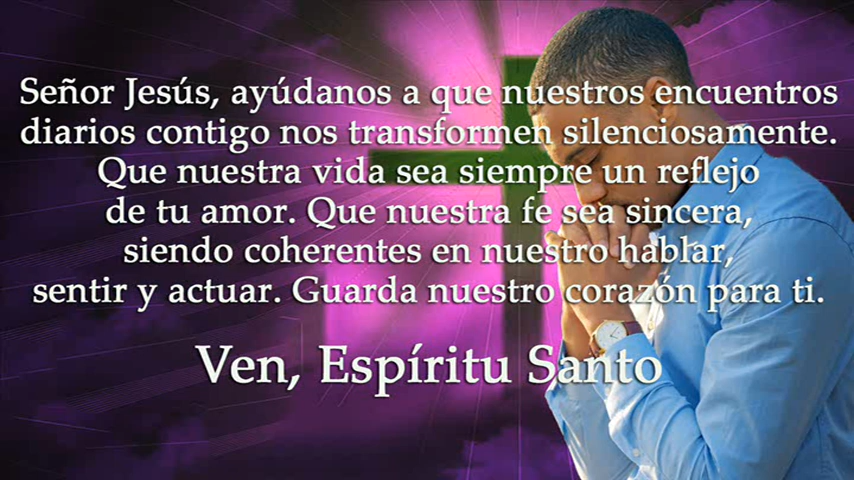 Señor Jesús, ayúdanos a que nuestros encuentros
diarios contigo nos transformen silenciosamente.
Que nuestra vida sea siempre un reflejo
de tu amor. Que nuestra fe sea sincera,
siendo coherentes en nuestro hablar,
sentir y actuar. Guarda nuestro corazón para ti.
Ven, Espíritu Santo